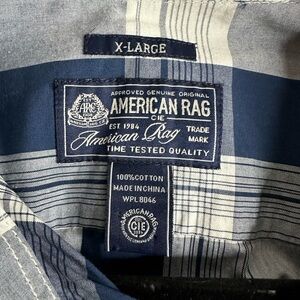 X-LARGE
APPROVED GENUINE ORIGINAL
AMERICAN RAG
CIE
EST 1984
American Rag
TRADE
MARK
TIME TESTED QUALITY
100% COTTON
MADE IN CHINA
WPL 8046
AMERICAN RAG
CIE